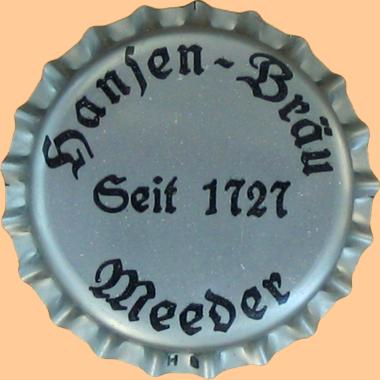 Hansen-Bräu
Seit 1727
Meeder
H